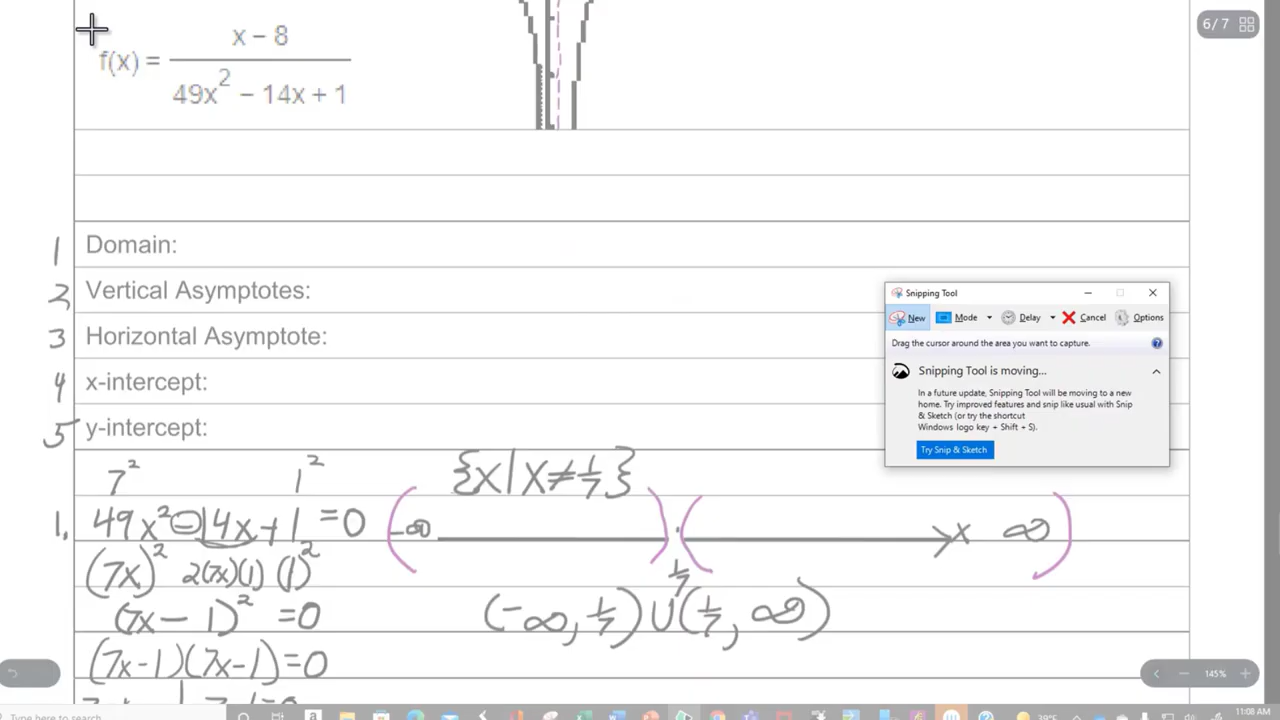 6/7
f(x) = x − 8 / 49x² − 14x + 1
1 Domain:
2 Vertical Asymptotes:
3 Horizontal Asymptote:
4 x-intercept:
5 y-intercept:
Snipping Tool
New Mode Delay Cancel Options
Drag the cursor around the area you want to capture.
Snipping Tool is moving...
In a future update, Snipping Tool will be moving to a new
home. Try improved features and snip like usual with Snip
& Sketch (or try the shortcut
Windows logo key + Shift + S).
Try Snip & Sketch
7² 1² {x | x ≠ 1/7}
1. 49x² − 14x + 1 = 0 (−∞ ) · ( x ∞ )
(7x)² 2(7x)(1) (1)² 1/7
(7x − 1)² = 0 (−∞, 1/7) ∪ (1/7, ∞)
(7x−1)(7x−1) = 0
145%
Type here to search
39°
11:08 AM